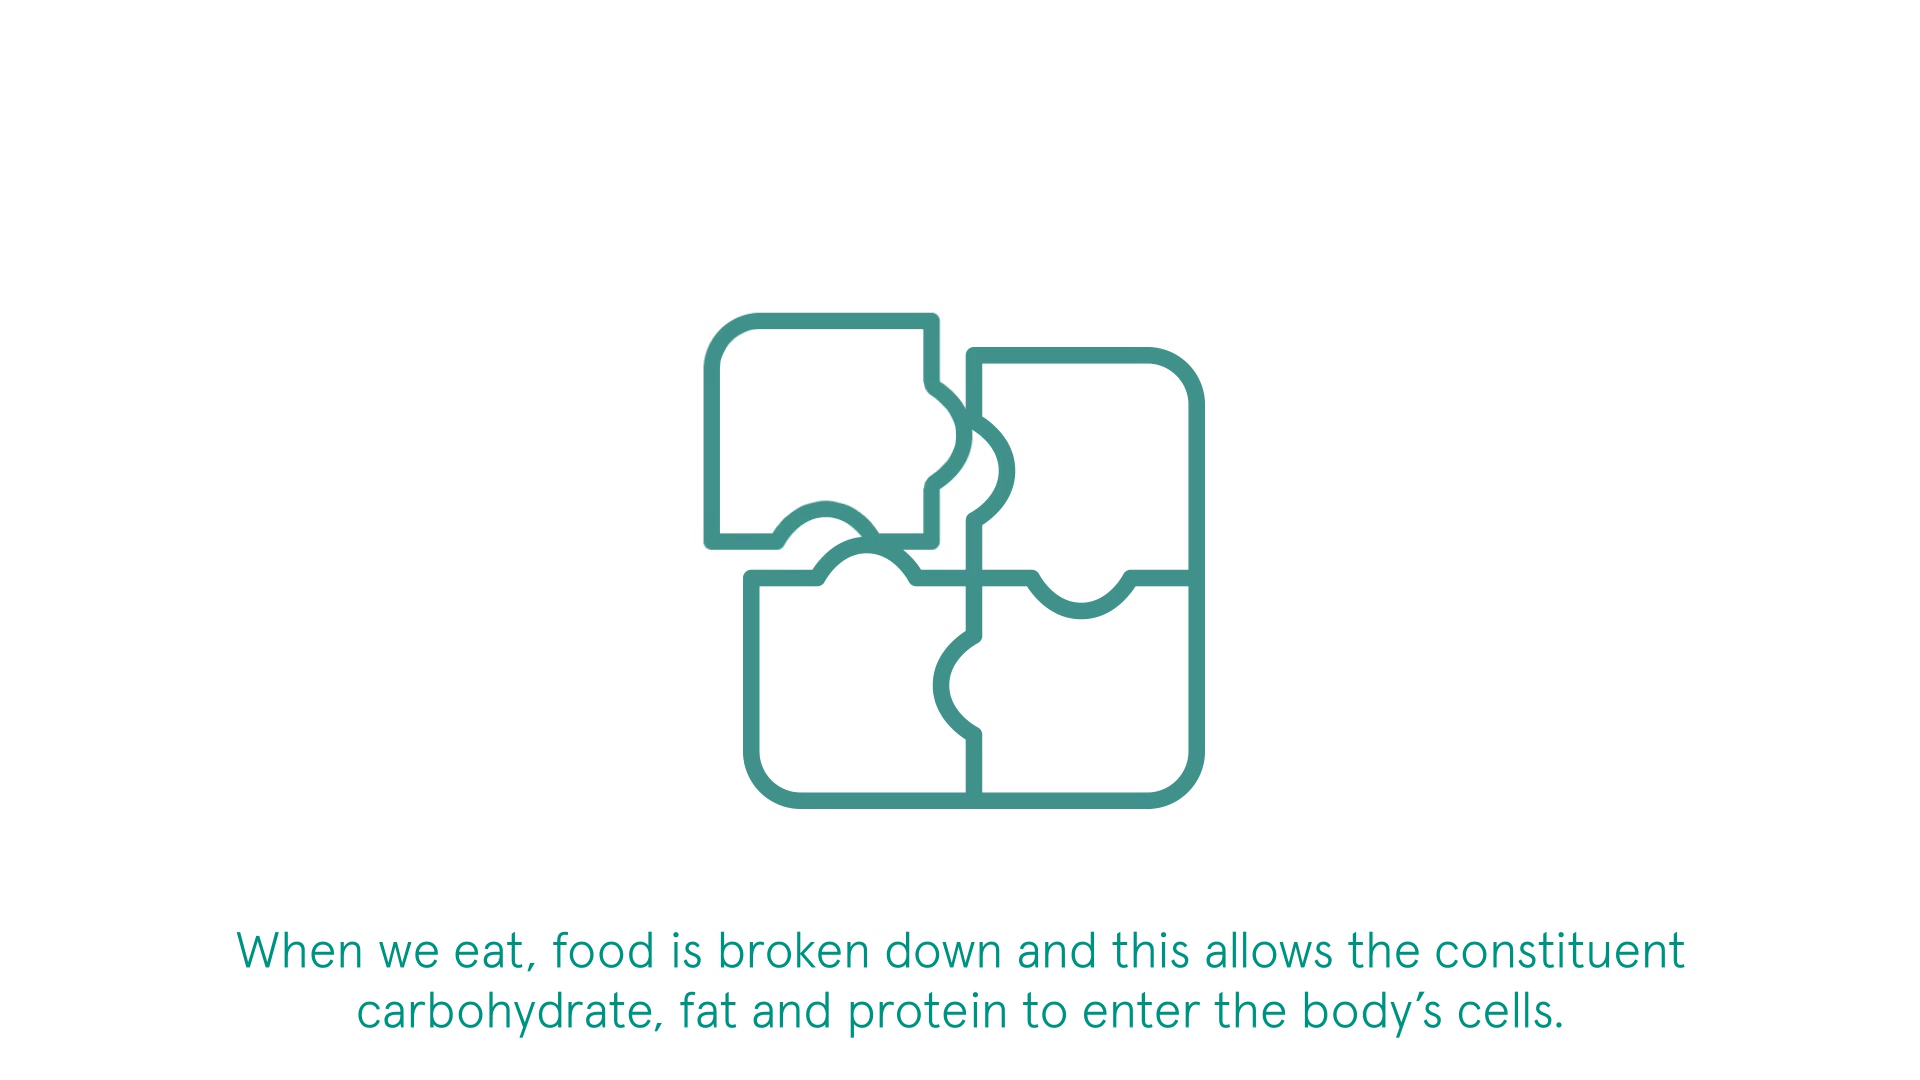 When we eat, food is broken down and this allows the constituent
carbohydrate, fat and protein to enter the body’s cells.